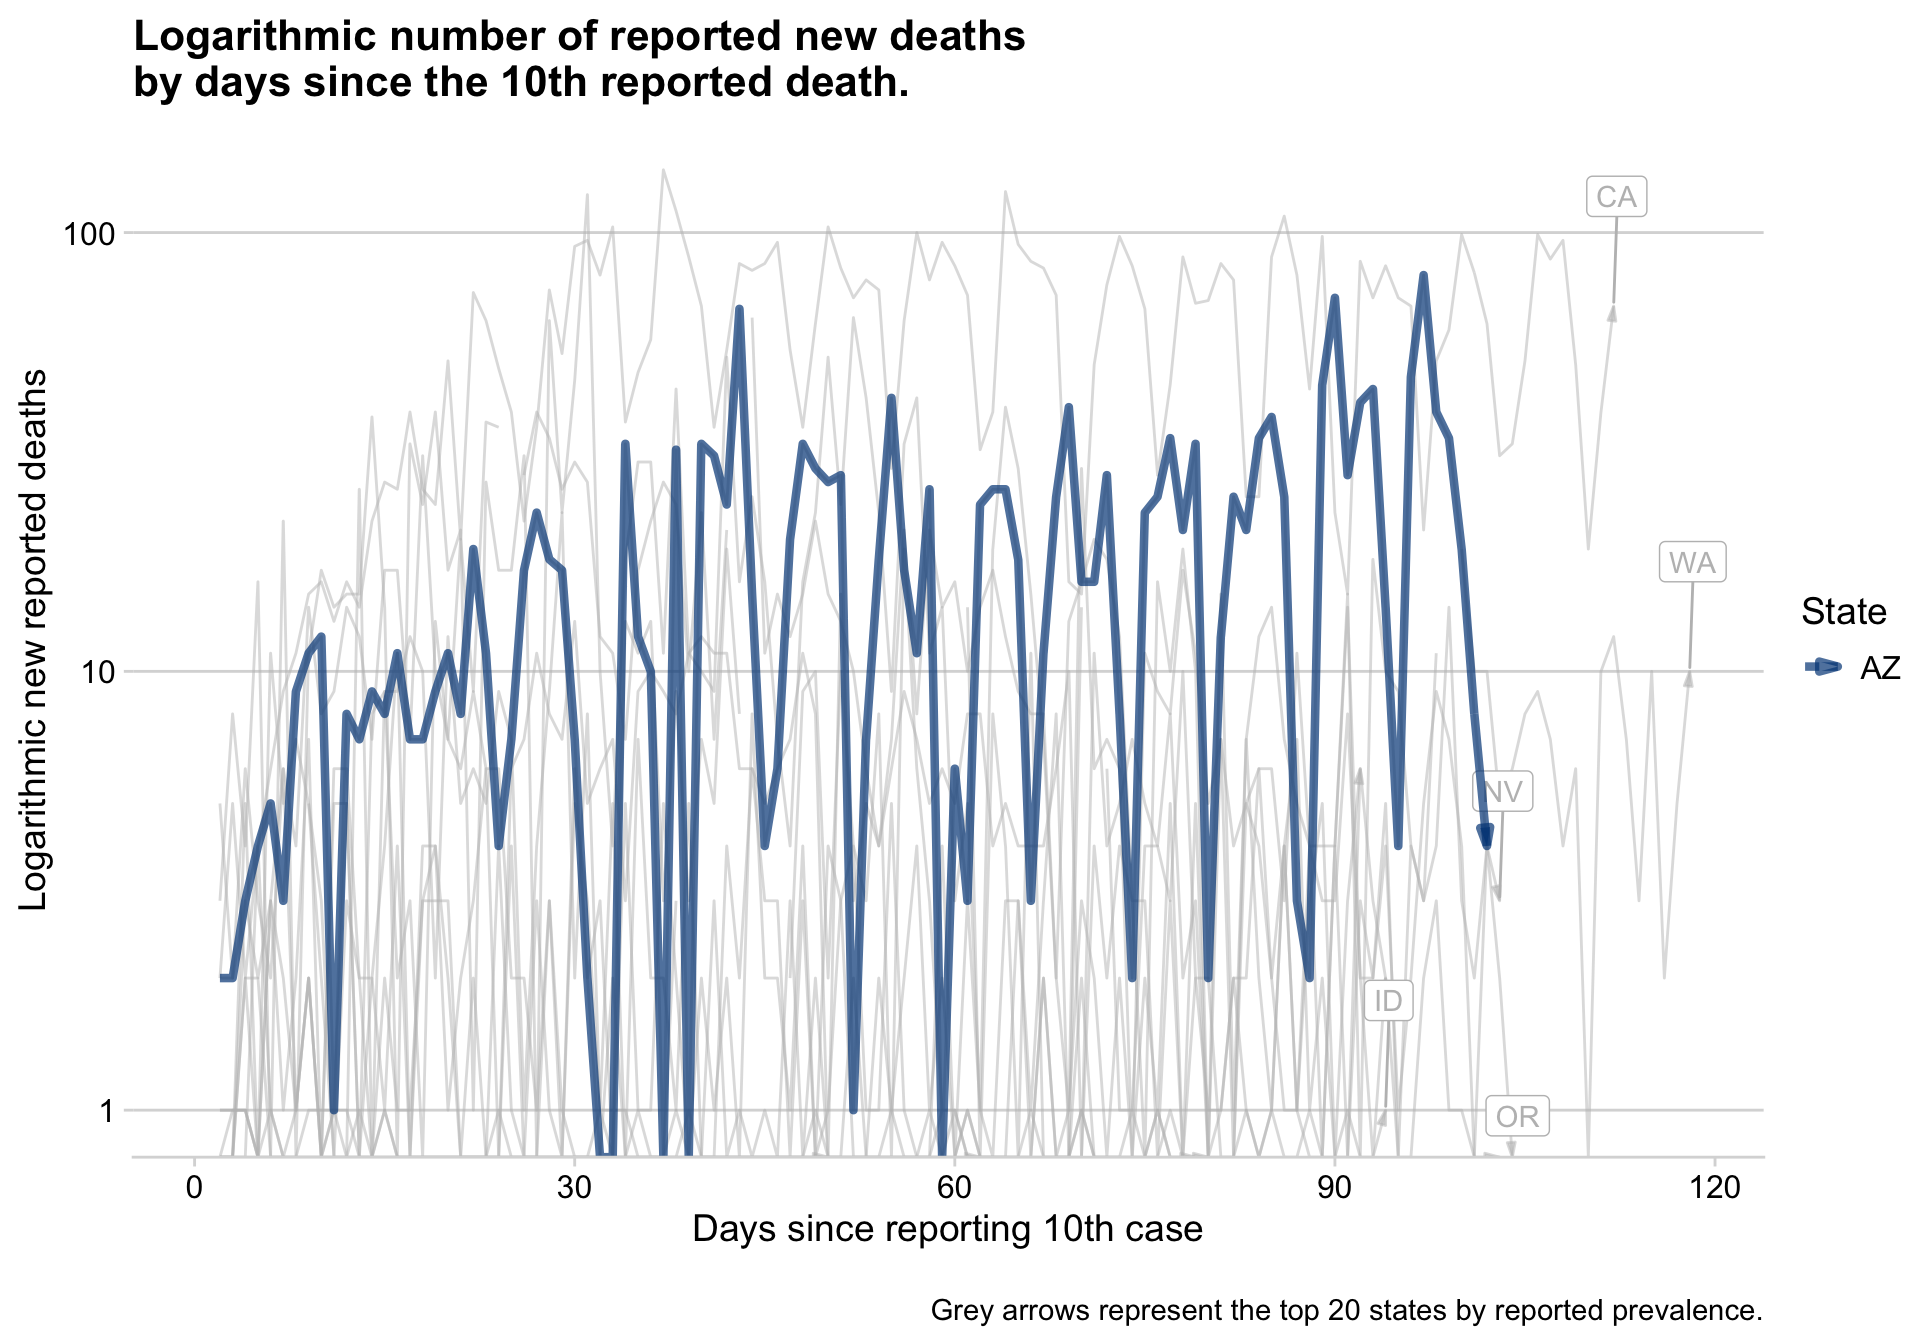 Logarithmic number of reported new deaths
by days since the 10th reported death.
Logarithmic new reported deaths
100
10
1
CA
WA
NV
ID
OR
State
AZ
0
30
60
90
120
Days since reporting 10th case
Grey arrows represent the top 20 states by reported prevalence.